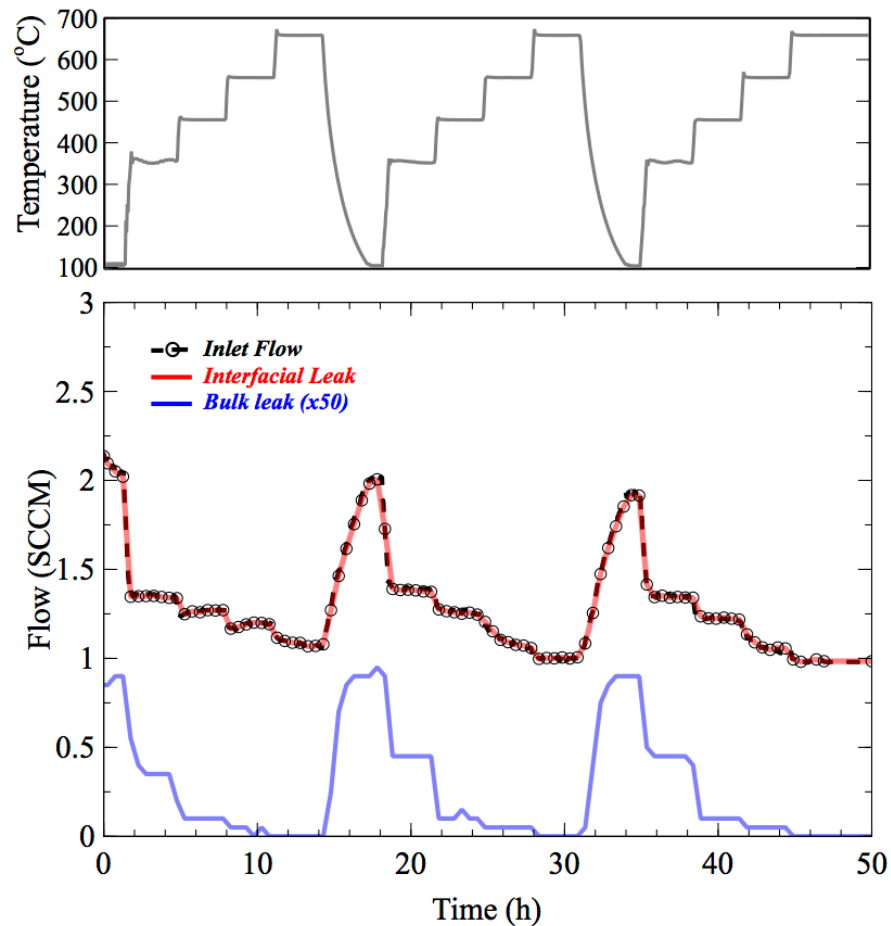 700
600
500
400
300
200
100
Temperature (°C)
3
2.5
2
1.5
1
0.5
0
Flow (SCCM)
Inlet Flow
Interfacial Leak
Bulk leak (x50)
0 10 20 30 40 50
Time (h)